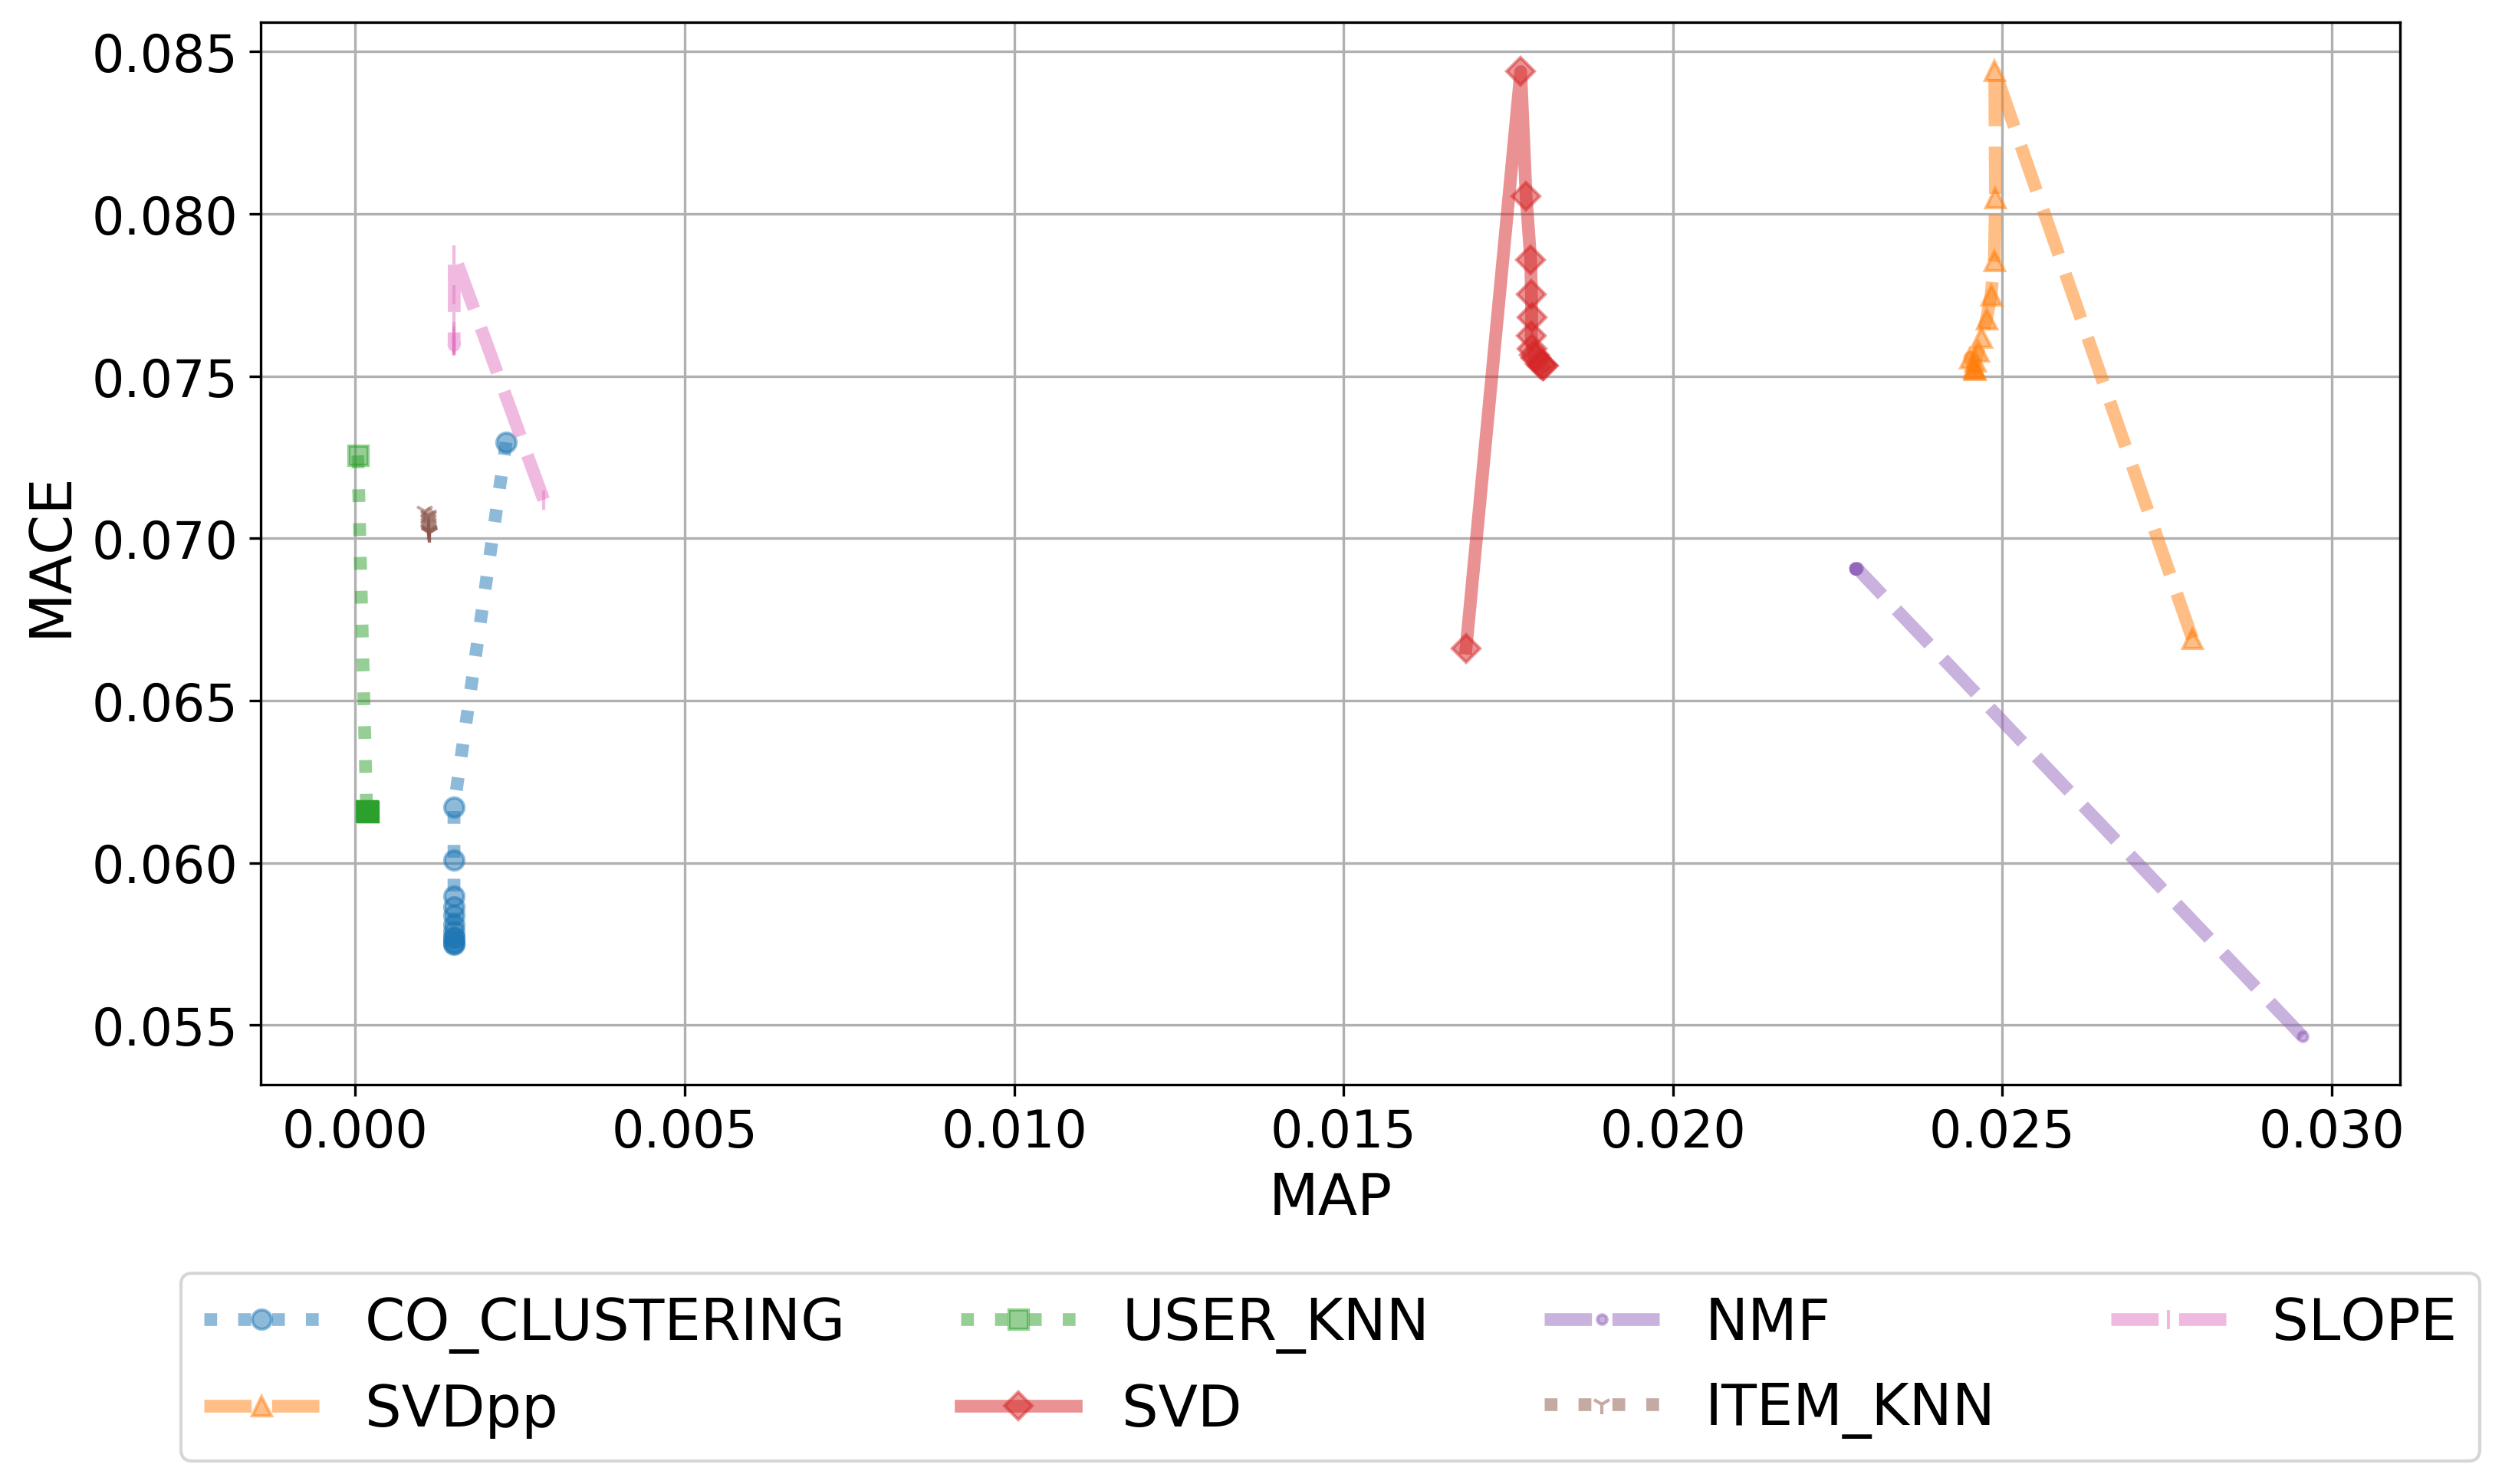 0.085
0.080
0.075
0.070
0.065
0.060
0.055
MACE
0.000 0.005 0.010 0.015 0.020 0.025 0.030
MAP
CO_CLUSTERING USER_KNN NMF SLOPE
SVDpp SVD ITEM_KNN